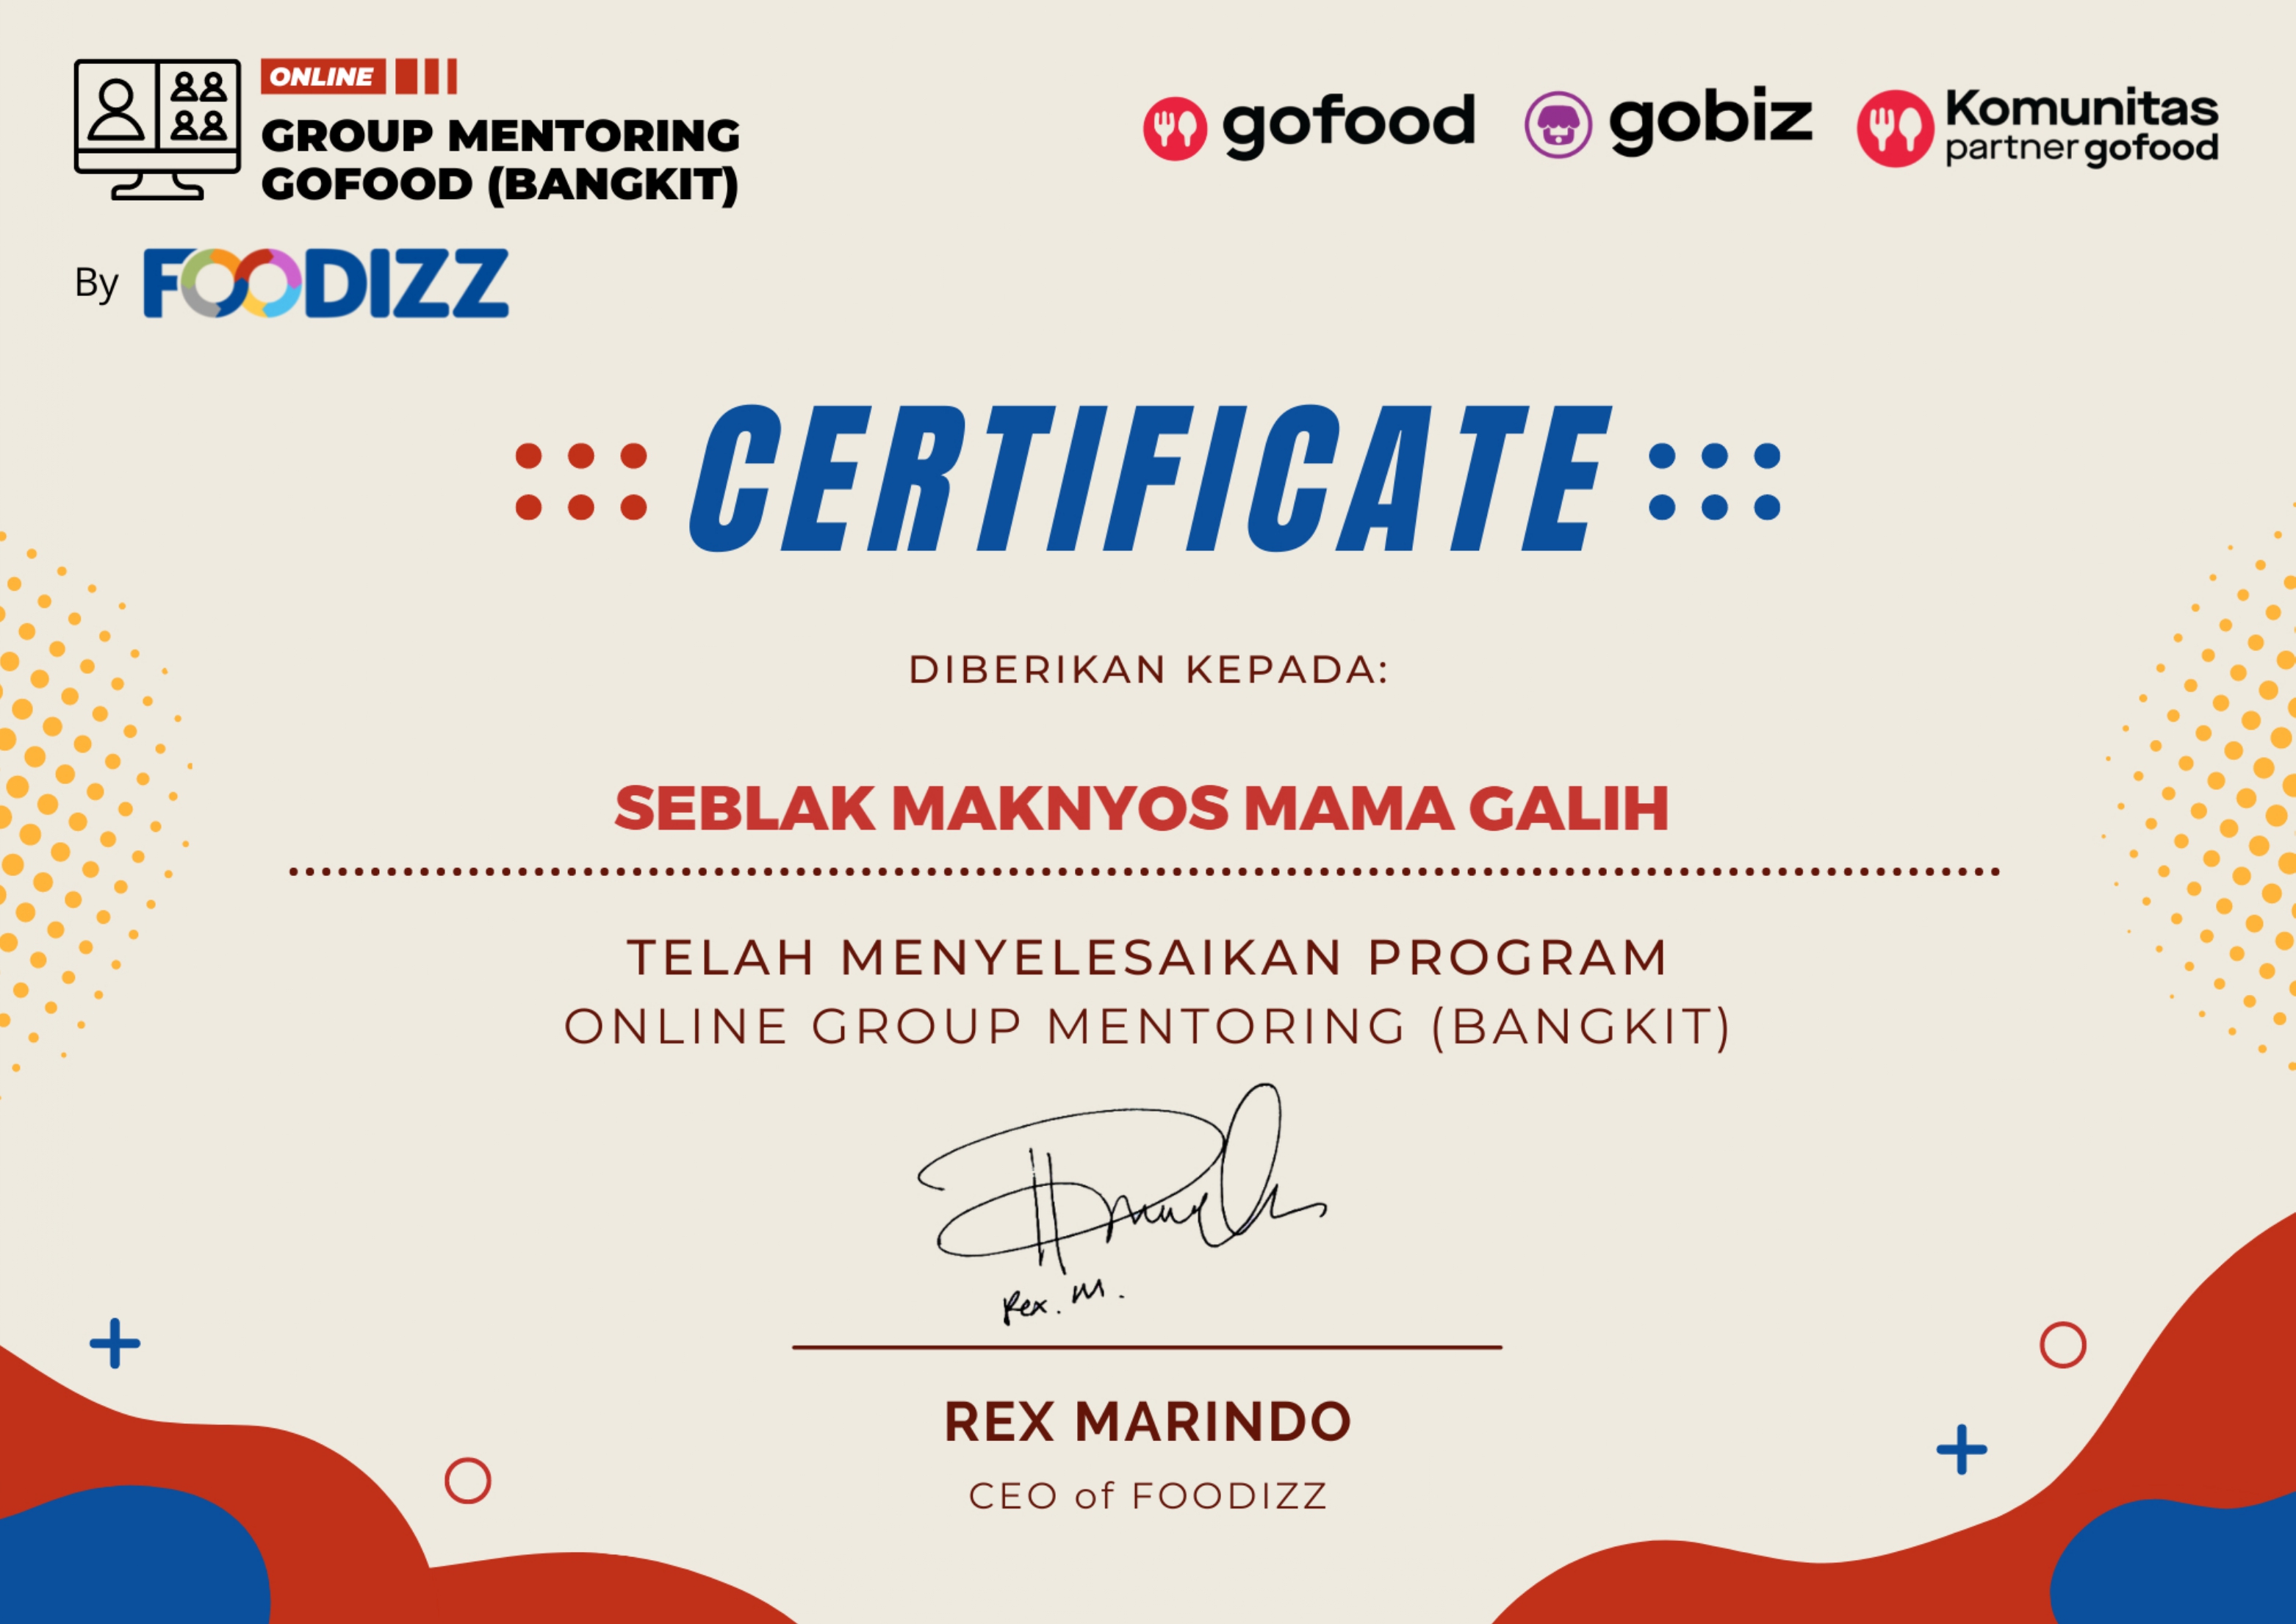 ONLINE
GROUP MENTORING
GOFOOD (BANGKIT)
By FOODIZZ
gofood
gobiz
Komunitas
partner gofood
CERTIFICATE
DIBERIKAN KEPADA:
SEBLAK MAKNYOS MAMA GALIH
TELAH MENYELESAIKAN PROGRAM
ONLINE GROUP MENTORING (BANGKIT)
Rex. M.
REX MARINDO
CEO of FOODIZZ